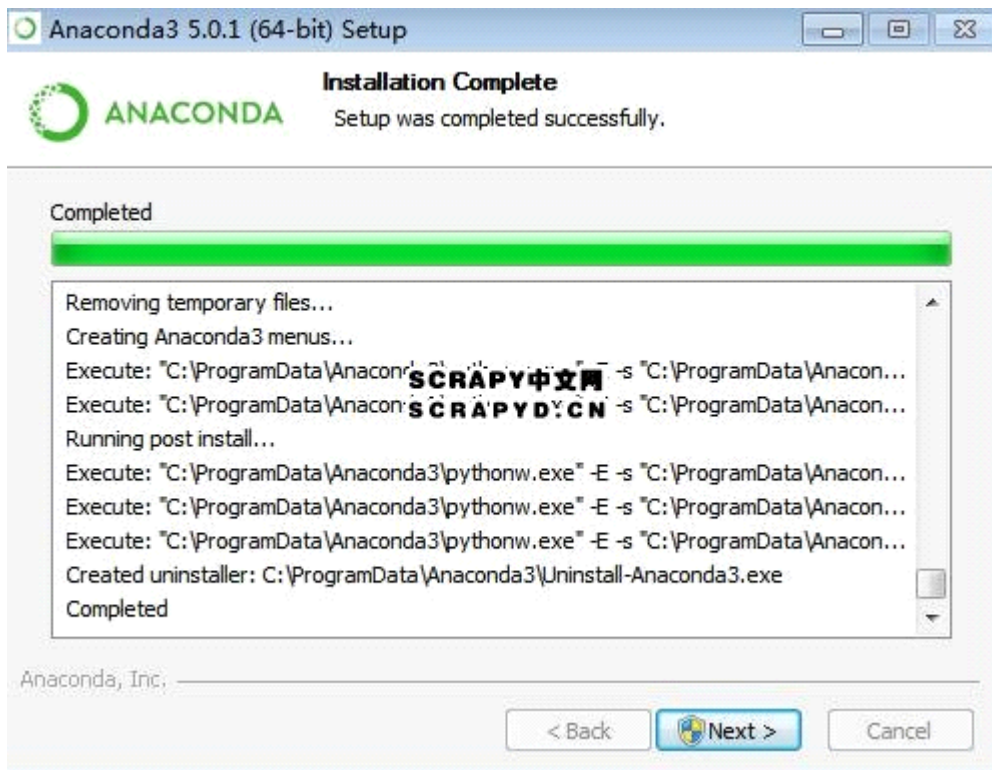 Anaconda3 5.0.1 (64-bit) Setup
ANACONDA
Installation Complete
Setup was completed successfully.
Completed
Removing temporary files...
Creating Anaconda3 menus...
Execute: "C:\ProgramData\Anacon -s "C:\ProgramData\Anacon...
SCRAPY中文网
Execute: "C:\ProgramData\Anacon -s "C:\ProgramData\Anacon...
SCRAPYD.CN
Running post install...
Execute: "C:\ProgramData\Anaconda3\pythonw.exe" -E -s "C:\ProgramData\Anacon...
Execute: "C:\ProgramData\Anaconda3\pythonw.exe" -E -s "C:\ProgramData\Anacon...
Execute: "C:\ProgramData\Anaconda3\pythonw.exe" -E -s "C:\ProgramData\Anacon...
Created uninstaller: C:\ProgramData\Anaconda3\Uninstall-Anaconda3.exe
Completed
Anaconda, Inc.
< Back
Next >
Cancel